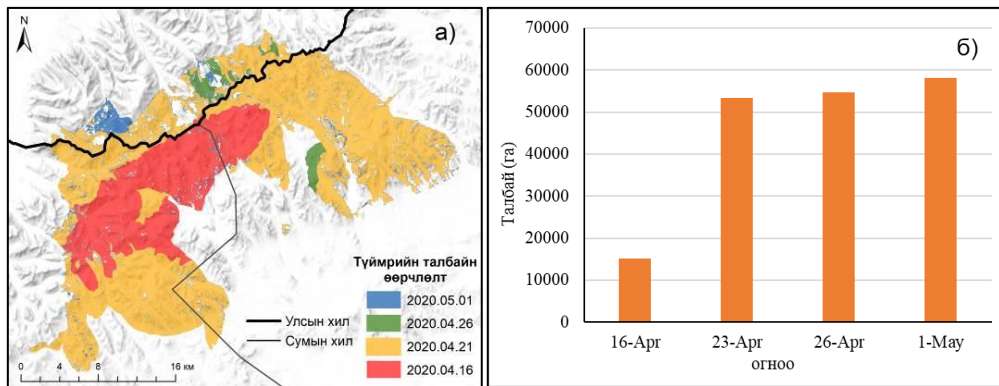 N
а)
Түймрийн талбайн
өөрчлөлт
2020.05.01
2020.04.26
2020.04.21
2020.04.16
Улсын хил
Сумын хил
0 4 8 16 км
б)
Талбай (га)
70000
60000
50000
40000
30000
20000
10000
0
16-Apr 23-Apr 26-Apr 1-May
огноо